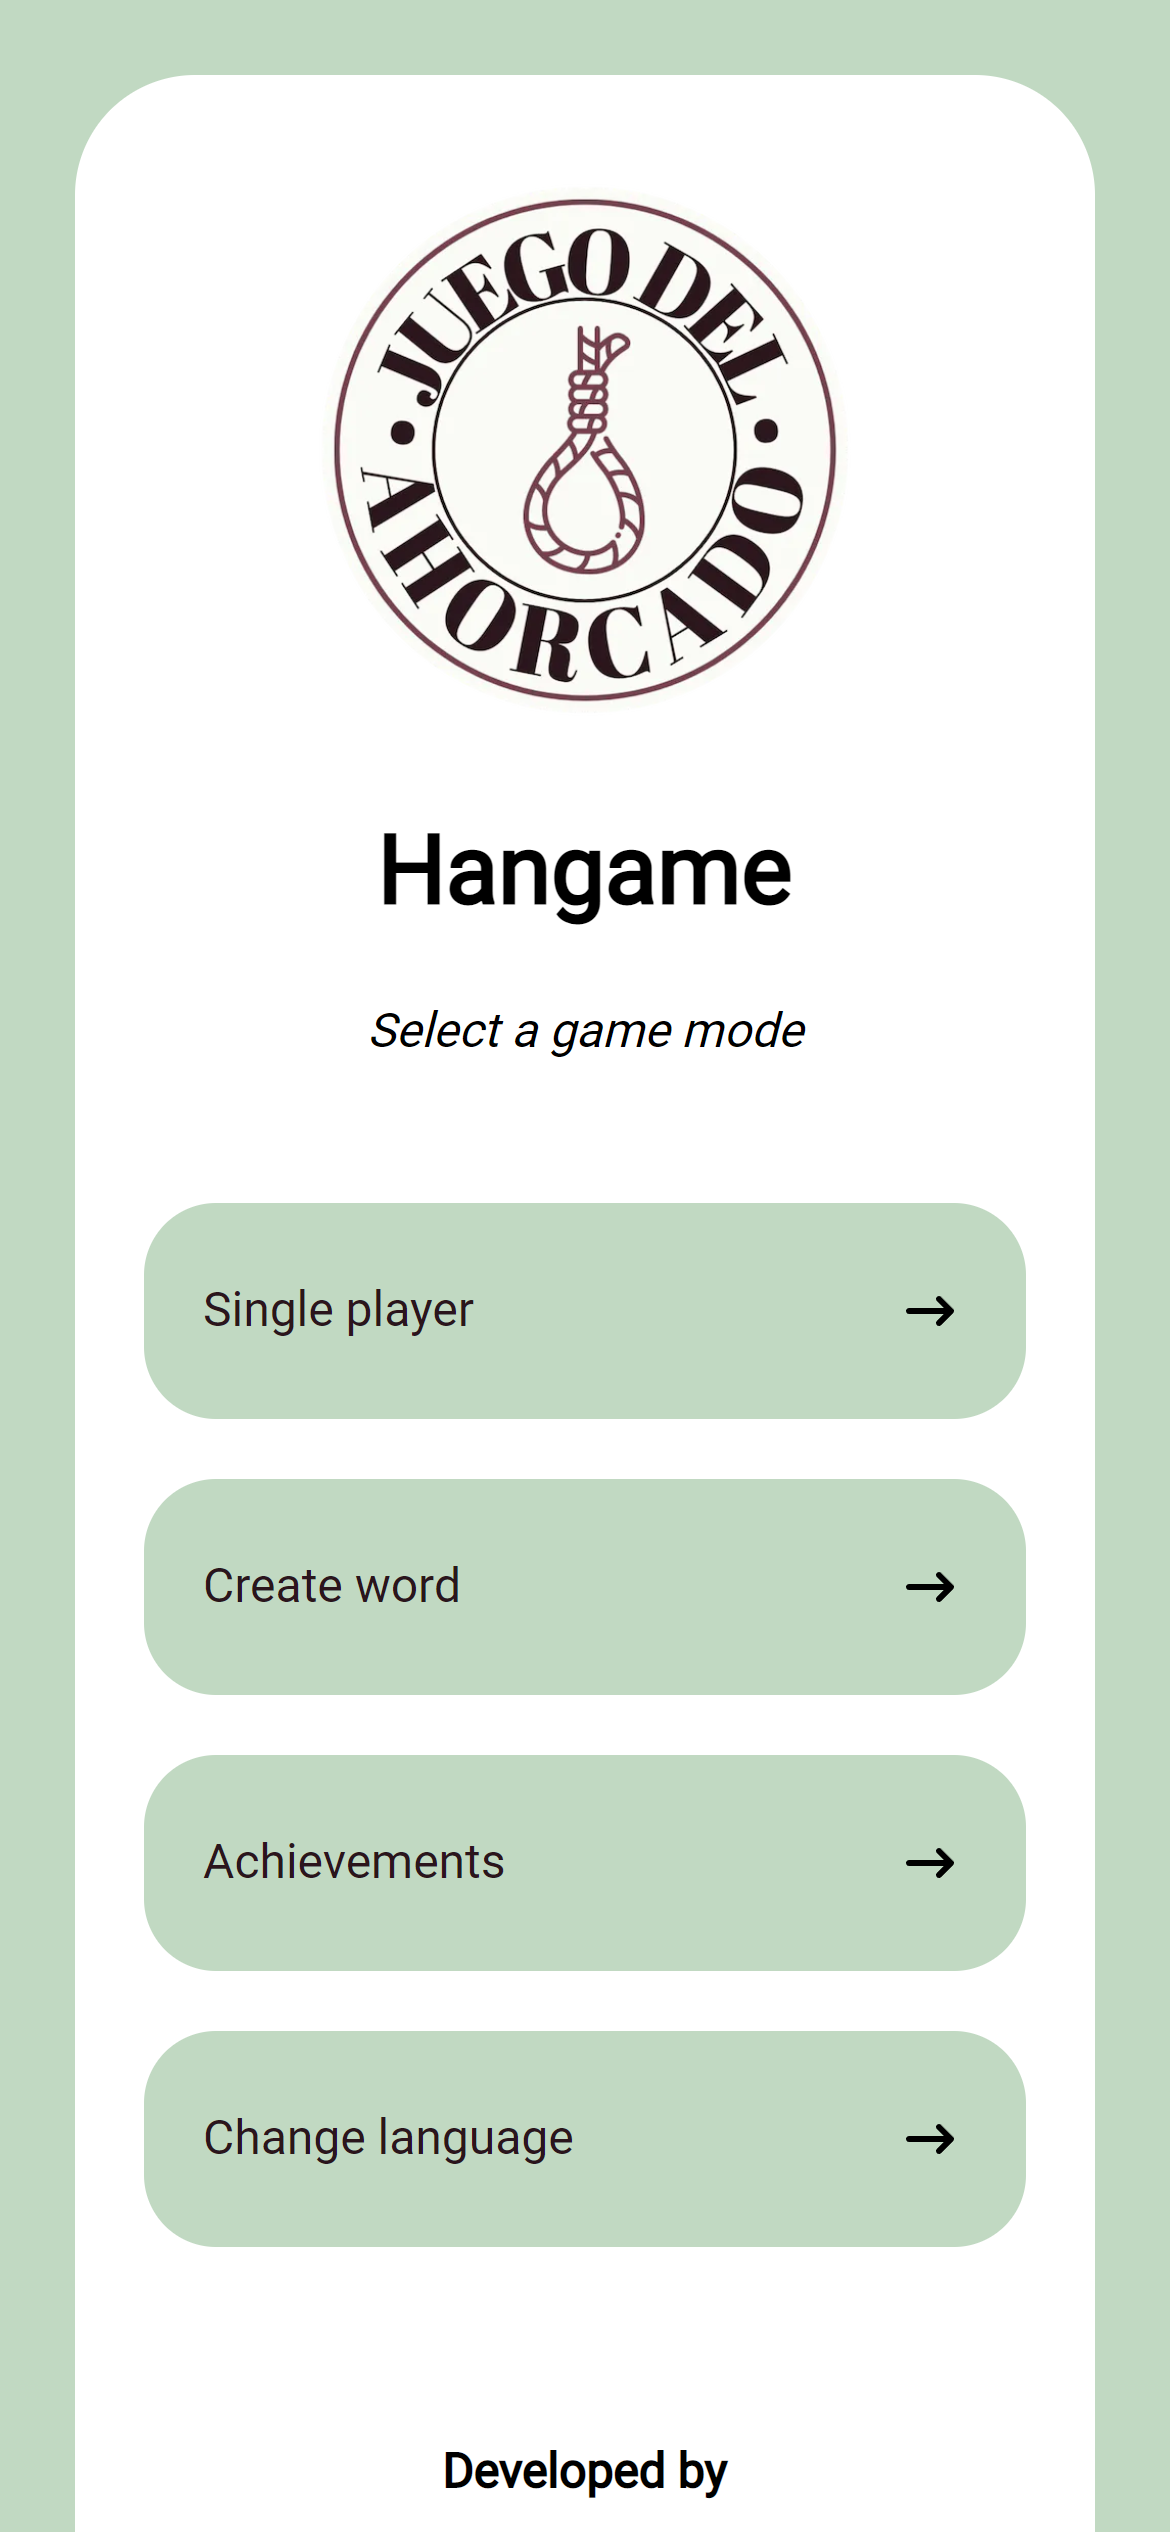 JUEGO DEL
AHORCADO
Hangame
Select a game mode
Single player
Create word
Achievements
Change language
Developed by